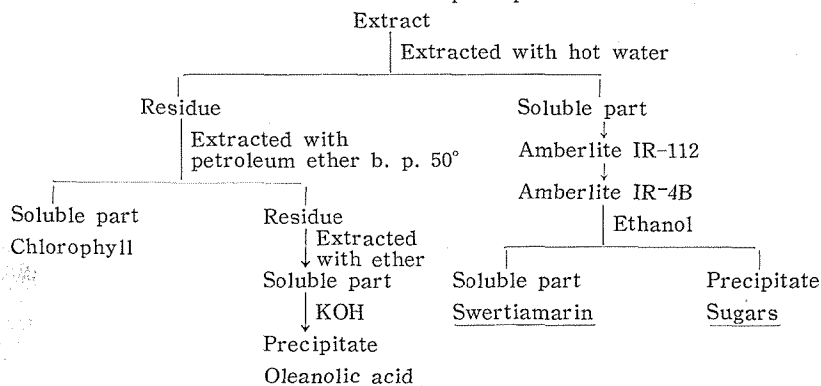 Extract
Extracted with hot water
Residue
Soluble part
Extracted with
petroleum ether b. p. 50°
Amberlite IR-112
Amberlite IR-4B
Soluble part
Chlorophyll
Residue
Ethanol
Extracted
with ether
Soluble part
KOH
Precipitate
Oleanolic acid
Soluble part
Swertiamarin
Precipitate
Sugars